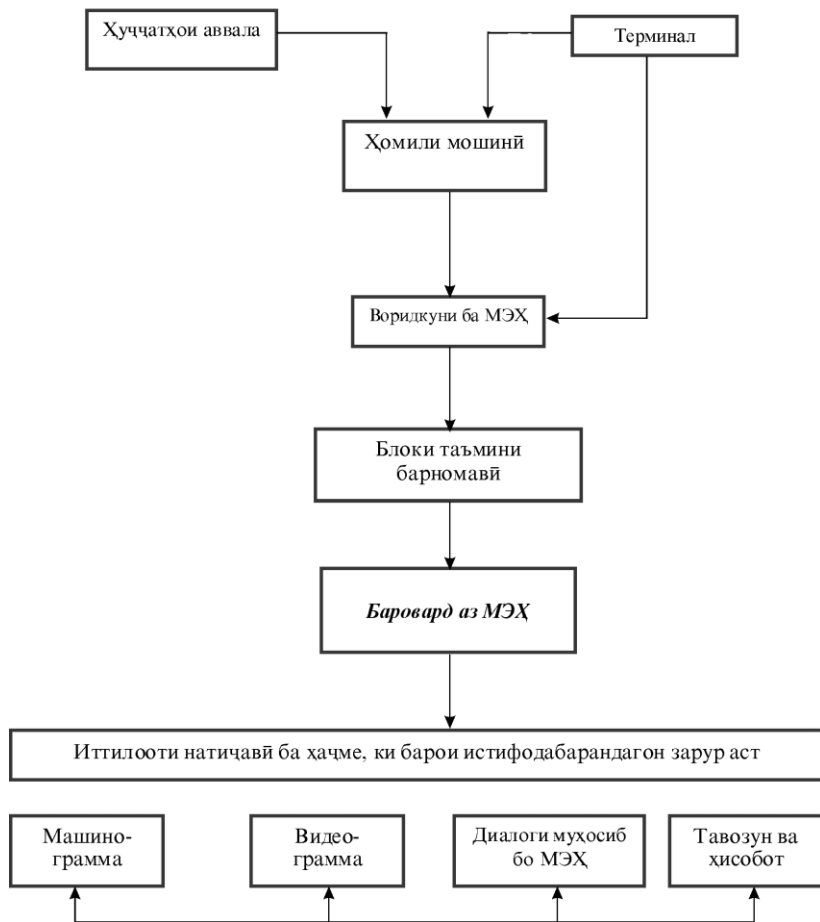 Ҳуҷҷатҳои аввала
Терминал
Ҳомили мошинӣ
Воридкуни ба МЭҲ
Блоки таъмини
барномавӣ
Баровард аз МЭҲ
Иттилооти натиҷавӣ ба ҳаҷме, ки барои истифодабарандагон зарур аст
Машино-
грамма
Видео-
грамма
Диалоги муҳосиб
бо МЭҲ
Тавозун ва
ҳисобот